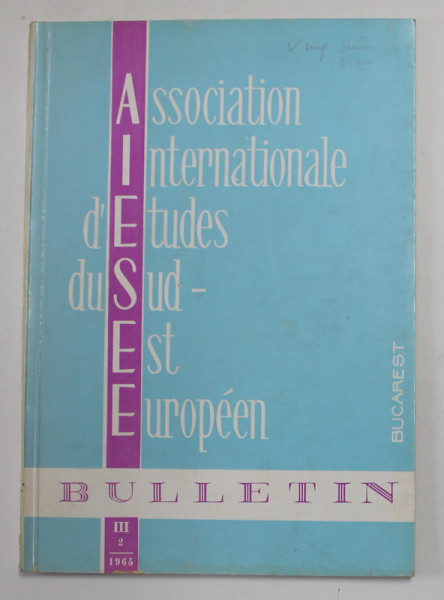 Association
Internationale
d'Etudes
du Sud-
Est
Européen
BUCAREST
BULLETIN
III
2
1965